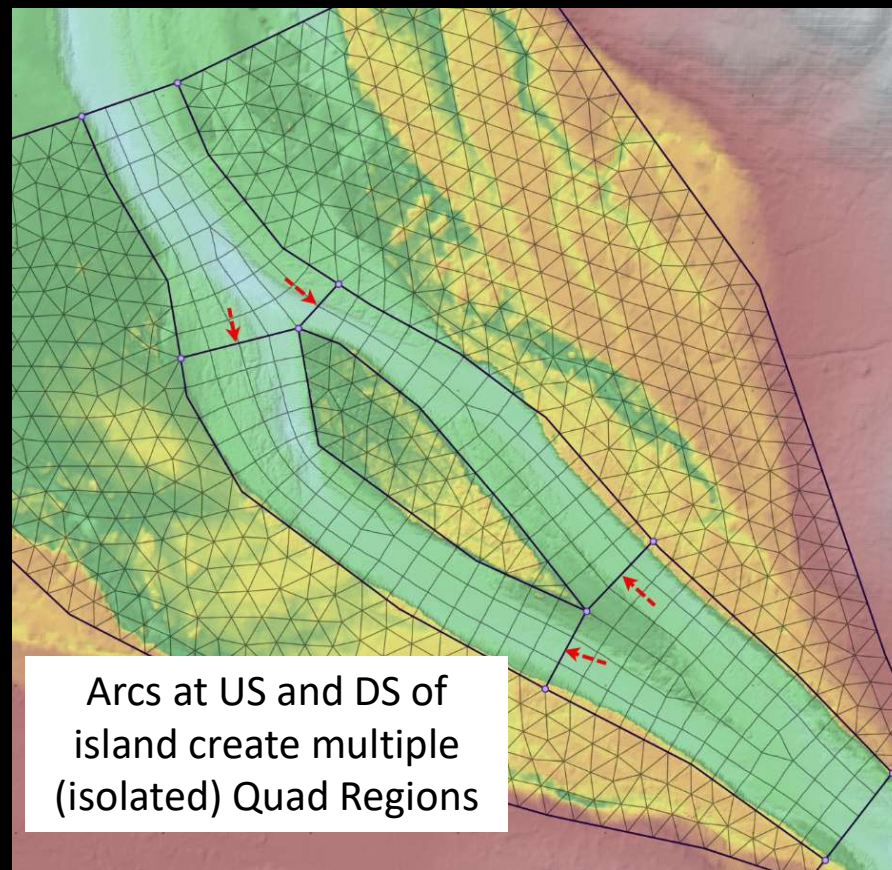 Arcs at US and DS of
island create multiple
(isolated) Quad Regions